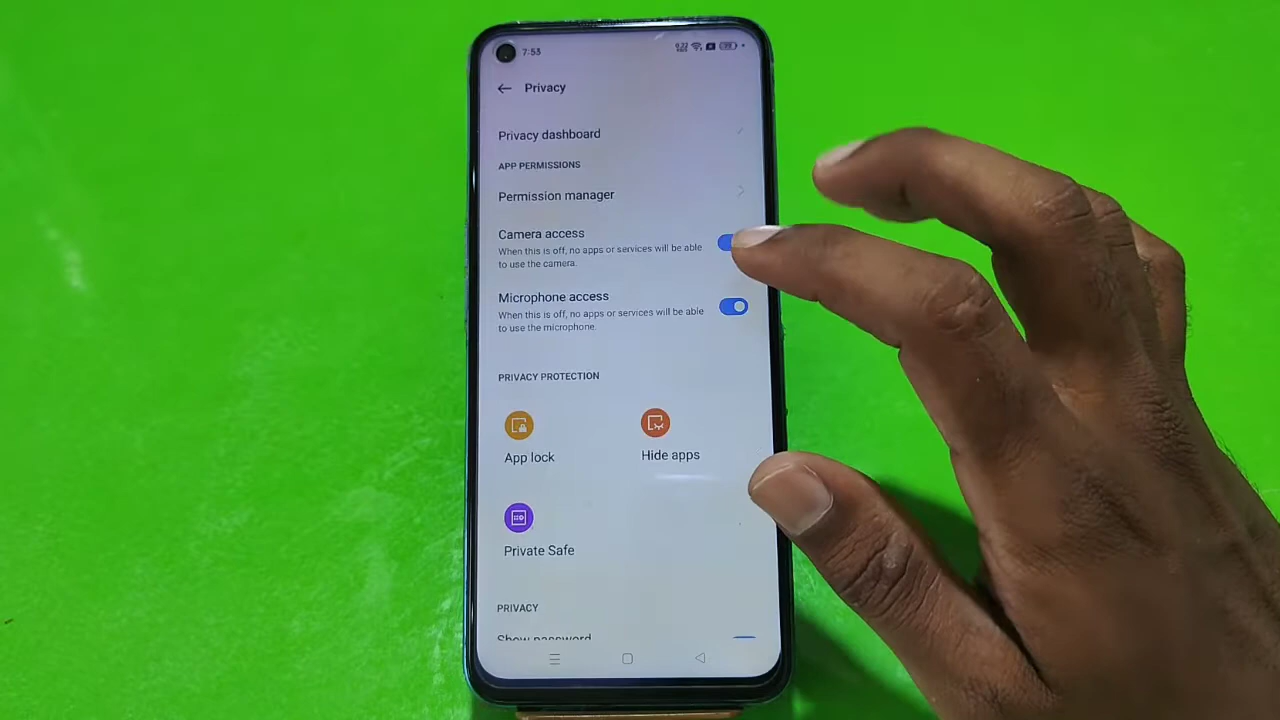 7:53
Privacy
Privacy dashboard
APP PERMISSIONS
Permission manager
Camera access
When this is off, no apps or services will be able
to use the camera.
Microphone access
When this is off, no apps or services will be able
to use the microphone.
PRIVACY PROTECTION
App lock
Hide apps
Private Safe
PRIVACY
Show password